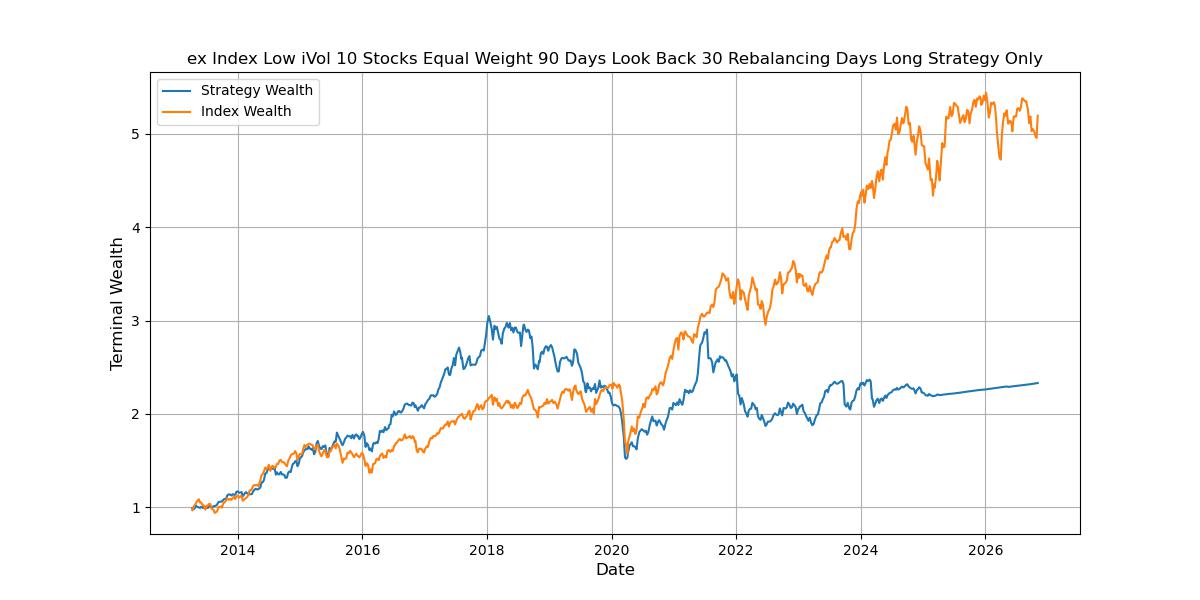 ex Index Low iVol 10 Stocks Equal Weight 90 Days Look Back 30 Rebalancing Days Long Strategy Only
Strategy Wealth
Index Wealth
Terminal Wealth
5
4
3
2
1
2014 2016 2018 2020 2022 2024 2026
Date